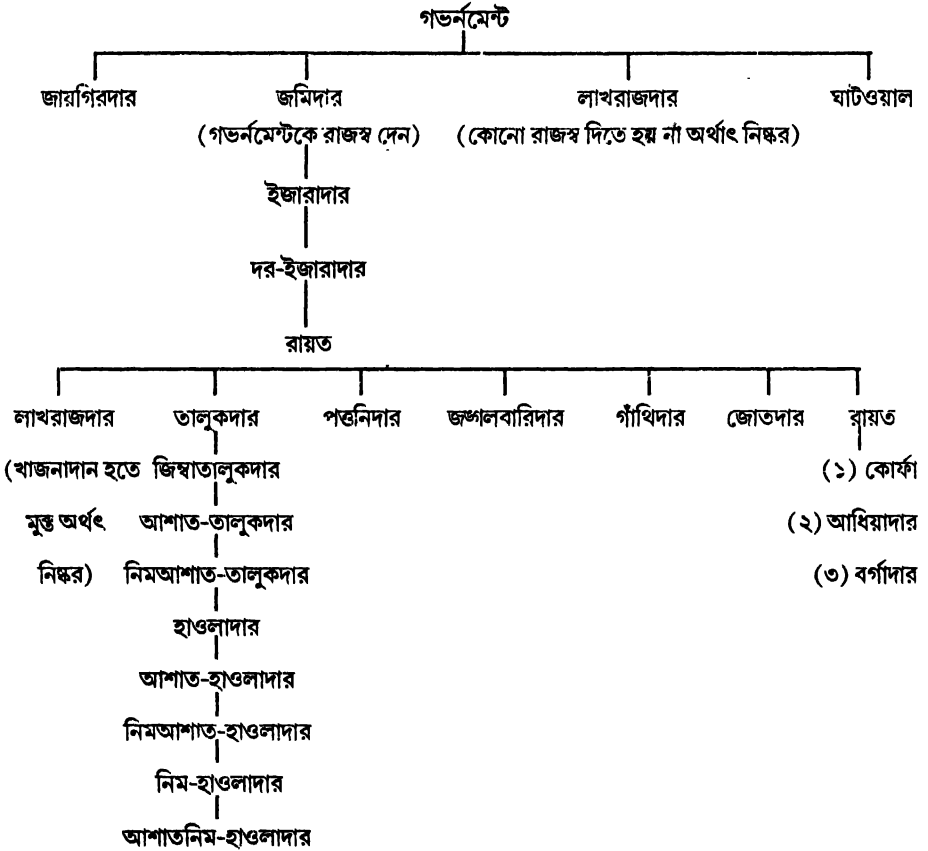 গভর্নমেন্ট
জায়গিরদার জমিদার লাখরাজদার ঘাটওয়াল
(গভর্নমেন্টকে রাজস্ব দেন) (কোনো রাজস্ব দিতে হয় না অর্থাৎ নিষ্কর)
ইজারাদার
দর-ইজারাদার
রায়ত
লাখরাজদার তালুকদার পত্তনিদার জঙ্গলবারিদার গাঁথিদার জোতদার রায়ত
(খাজনাদান হতে জিম্বাতালুকদার (১) কোর্ফা
মুক্ত অর্থৎ আশাত-তালুকদার (২) আধিয়াদার
নিষ্কর) নিমআশাত-তালুকদার (৩) বর্গাদার
হাওলাদার
আশাত-হাওলাদার
নিমআশাত-হাওলাদার
নিম-হাওলাদার
আশাতনিম-হাওলাদার